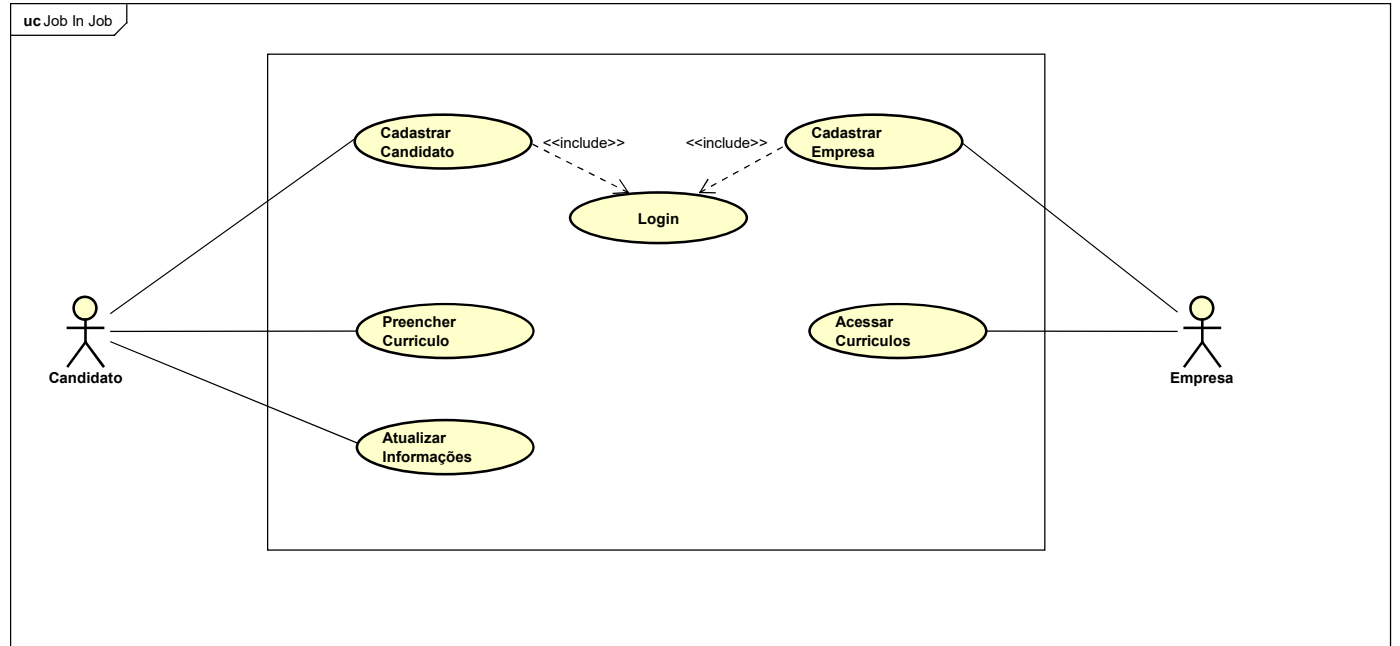 uc Job In Job
Cadastrar
Candidato
<<include>>
<<include>>
Cadastrar
Empresa
Login
Preencher
Curriculo
Acessar
Curriculos
Candidato
Empresa
Atualizar
Informações